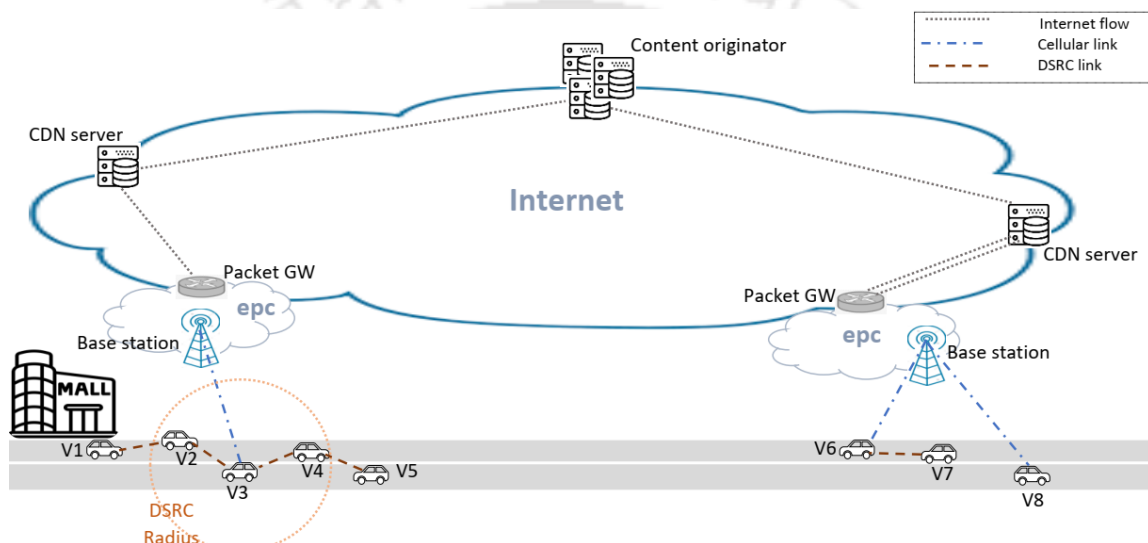 Internet flow
Cellular link
DSRC link
Content originator
CDN server
Internet
CDN server
Packet GW
epc
Base station
Packet GW
epc
Base station
MALL
V1
V2
V3
V4
V5
V6
V7
V8
DSRC
Radius